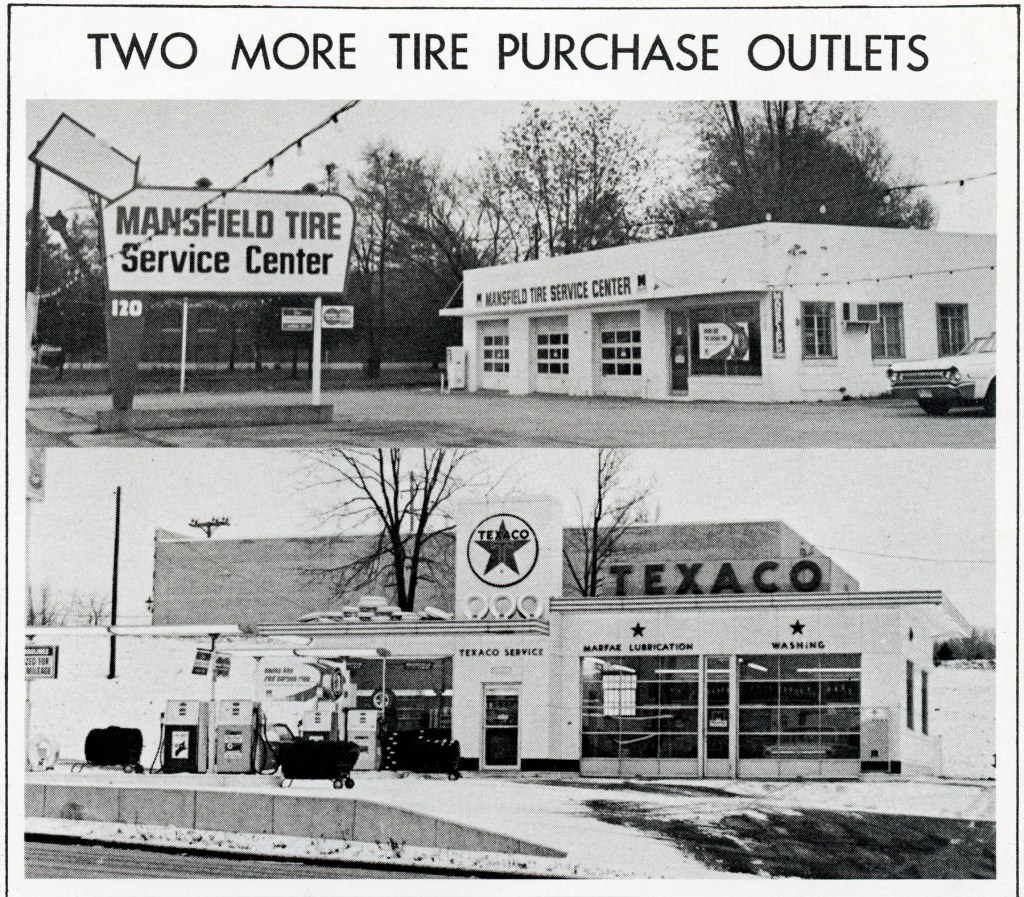 TWO MORE TIRE PURCHASE OUTLETS
MANSFIELD TIRE
Service Center
120
M MANSFIELD TIRE SERVICE CENTER M
TEXACO
TEXACO
TEXACO SERVICE
MARFAK LUBRICATION
WASHING
MILEAGE